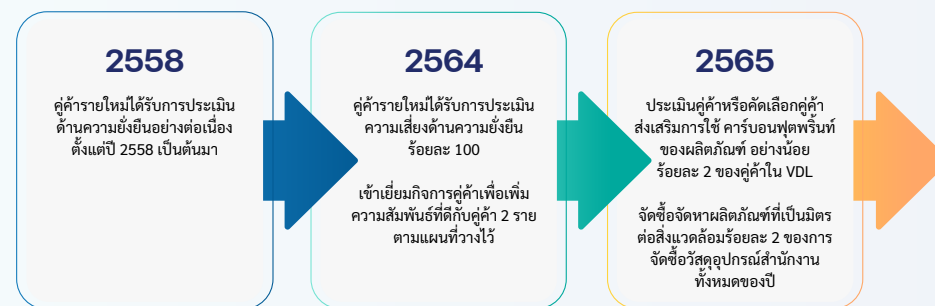 2558
คู่ค้ารายใหม่ได้รับการประเมิน
ด้านความยั่งยืนอย่างต่อเนื่อง
ตั้งแต่ปี 2558 เป็นต้นมา
2564
คู่ค้ารายใหม่ได้รับการประเมิน
ความเสี่ยงด้านความยั่งยืน
ร้อยละ 100
เข้าเยี่ยมกิจการคู่ค้าเพื่อเพิ่ม
ความสัมพันธ์ที่ดีกับคู่ค้า 2 ราย
ตามแผนที่วางไว้
2565
ประเมินคู่ค้าหรือคัดเลือกคู่ค้า
ส่งเสริมการใช้ คาร์บอนฟุตพริ้นท์
ของผลิตภัณฑ์ อย่างน้อย
ร้อยละ 2 ของคู่ค้าใน VDL
จัดซื้อจัดหาผลิตภัณฑ์ที่เป็นมิตร
ต่อสิ่งแวดล้อมร้อยละ 2 ของการ
จัดซื้อวัสดุอุปกรณ์สำนักงาน
ทั้งหมดของปี